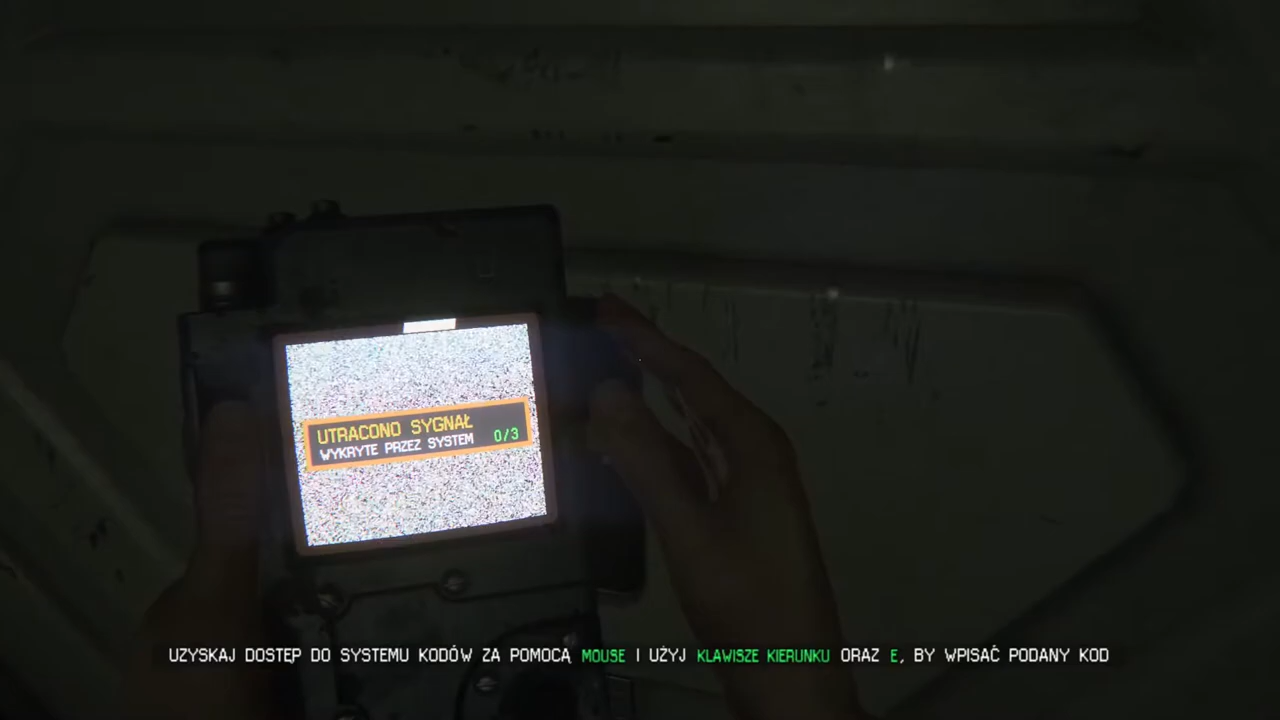 UTRACONO SYGNAŁ
WYKRYTE PRZEZ SYSTEM 0/3
UZYSKAJ DOSTĘP DO SYSTEMU KODÓW ZA POMOCĄ MOUSE I UŻYJ KLAWISZE KIERUNKU ORAZ E, BY WPISAĆ PODANY KOD